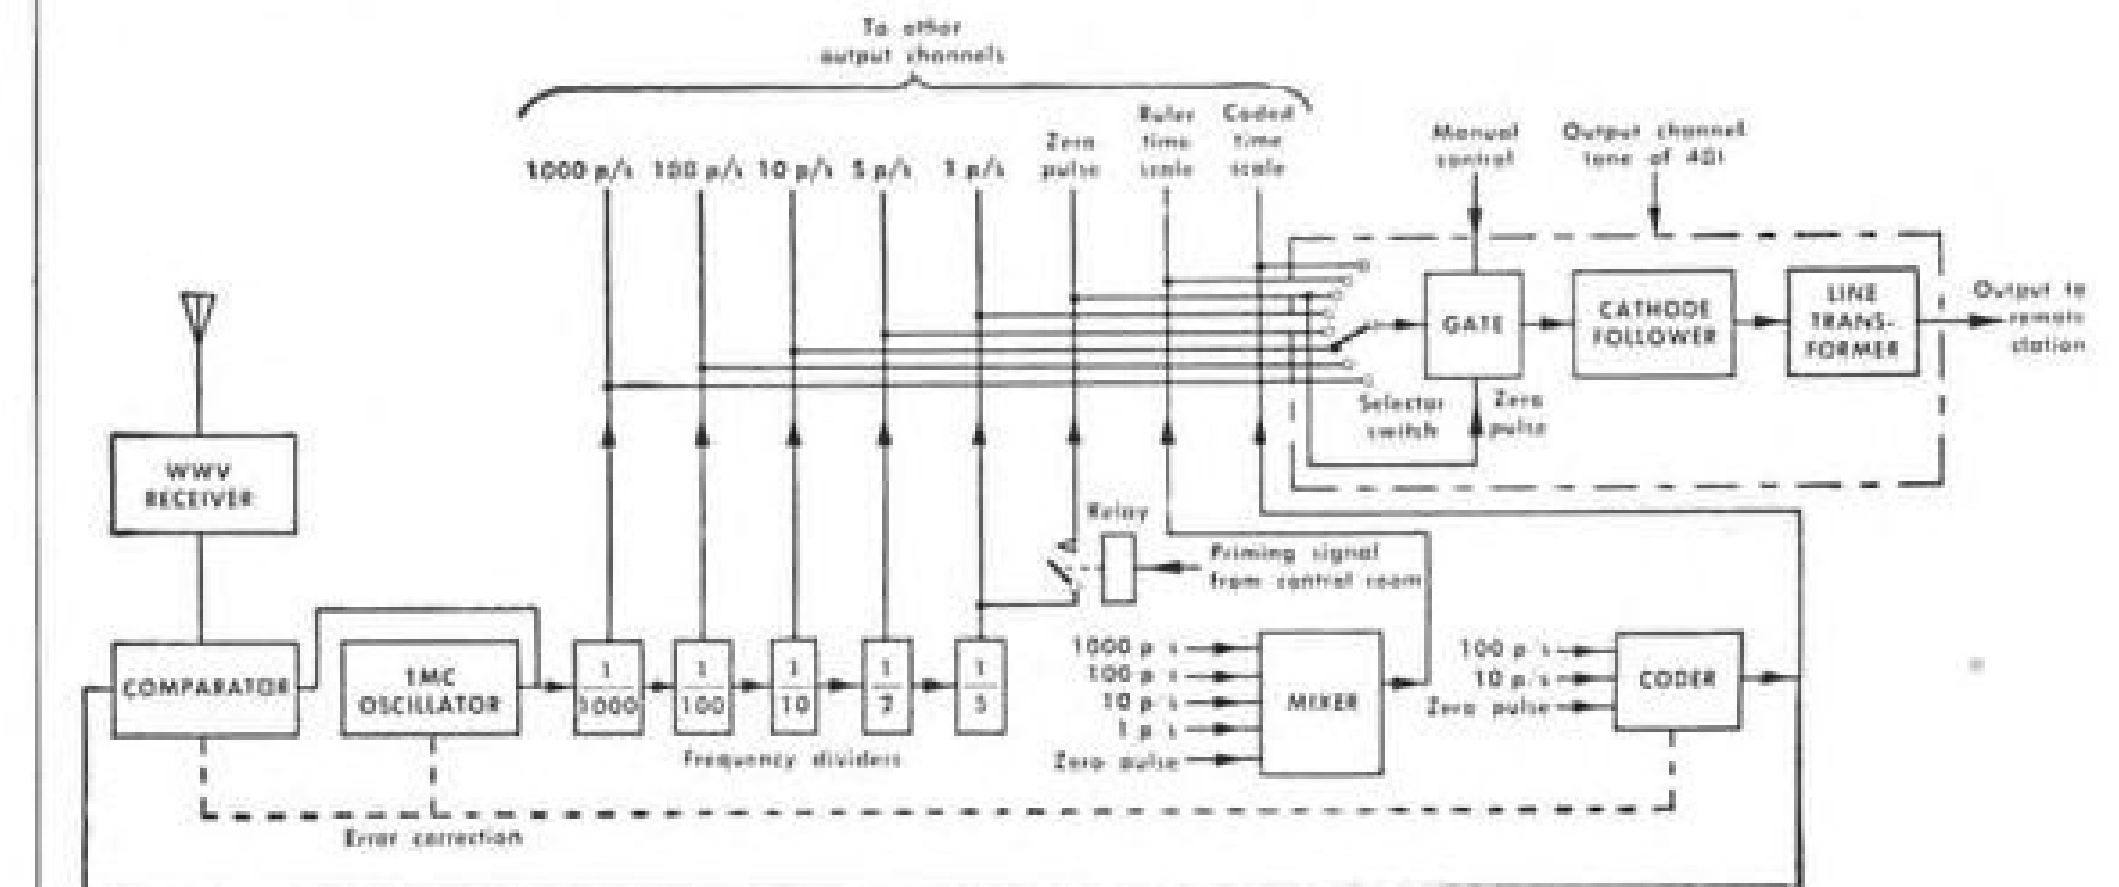 To other
output channels
1000 p/s
100 p/s
10 p/s
5 p/s
1 p/s
Zero
pulse
Ruler
time
scale
Coded
time
scale
Manual
control
Output channel
(one of 40)
GATE
CATHODE
FOLLOWER
LINE
TRANS-
FORMER
Output to
remote
station
Selector
switch
Zero
pulse
WWV
RECEIVER
Relay
Priming signal
from control room
COMPARATOR
1MC
OSCILLATOR
1
1000
1
100
1
10
1
2
1
5
Frequency dividers
1000 p/s
100 p/s
10 p/s
1 p/s
Zero pulse
MIXER
100 p/s
10 p/s
Zero pulse
CODER
Error correction